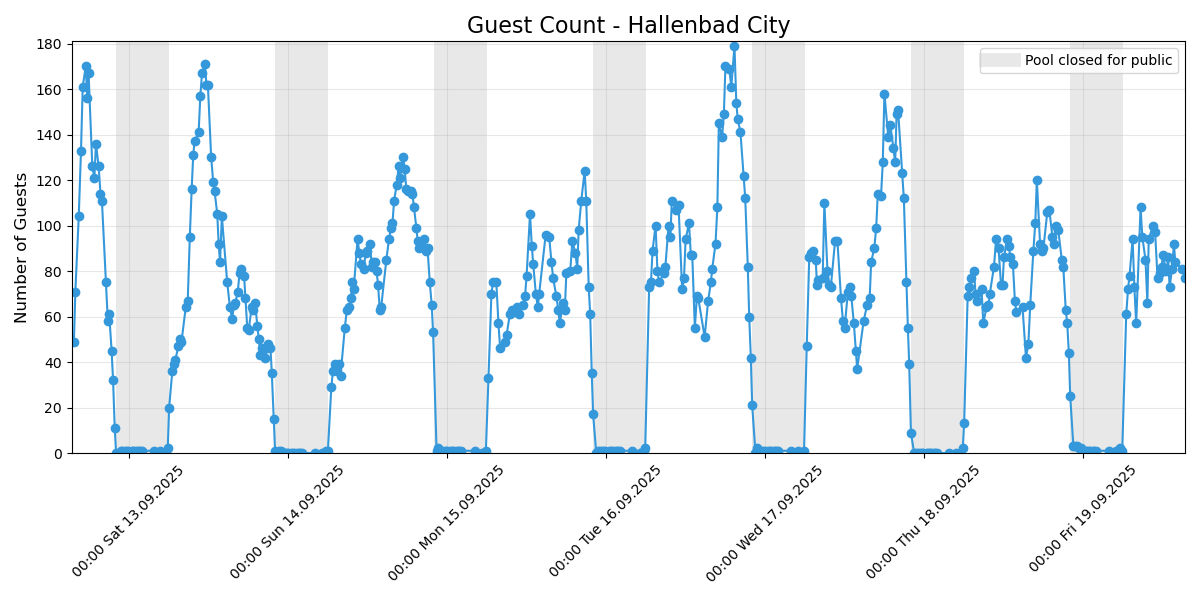 Guest Count - Hallenbad City
Pool closed for public
Number of Guests
180
160
140
120
100
80
60
40
20
0
00:00 Sat 13.09.2025
00:00 Sun 14.09.2025
00:00 Mon 15.09.2025
00:00 Tue 16.09.2025
00:00 Wed 17.09.2025
00:00 Thu 18.09.2025
00:00 Fri 19.09.2025